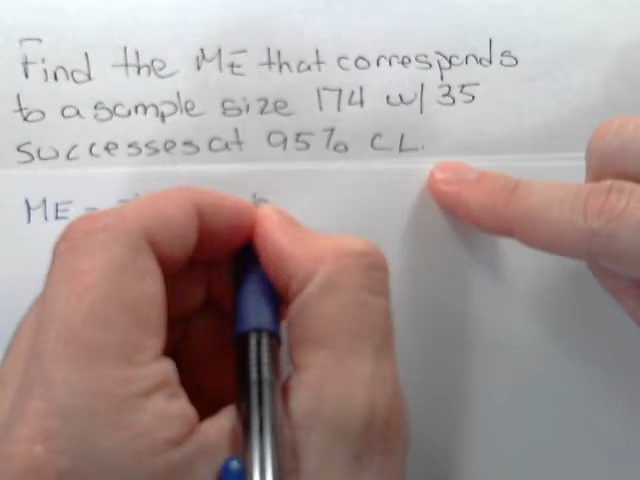 Find the ME that corresponds
to a sample size 174 w/ 35
successes at 95% CL.
ME =